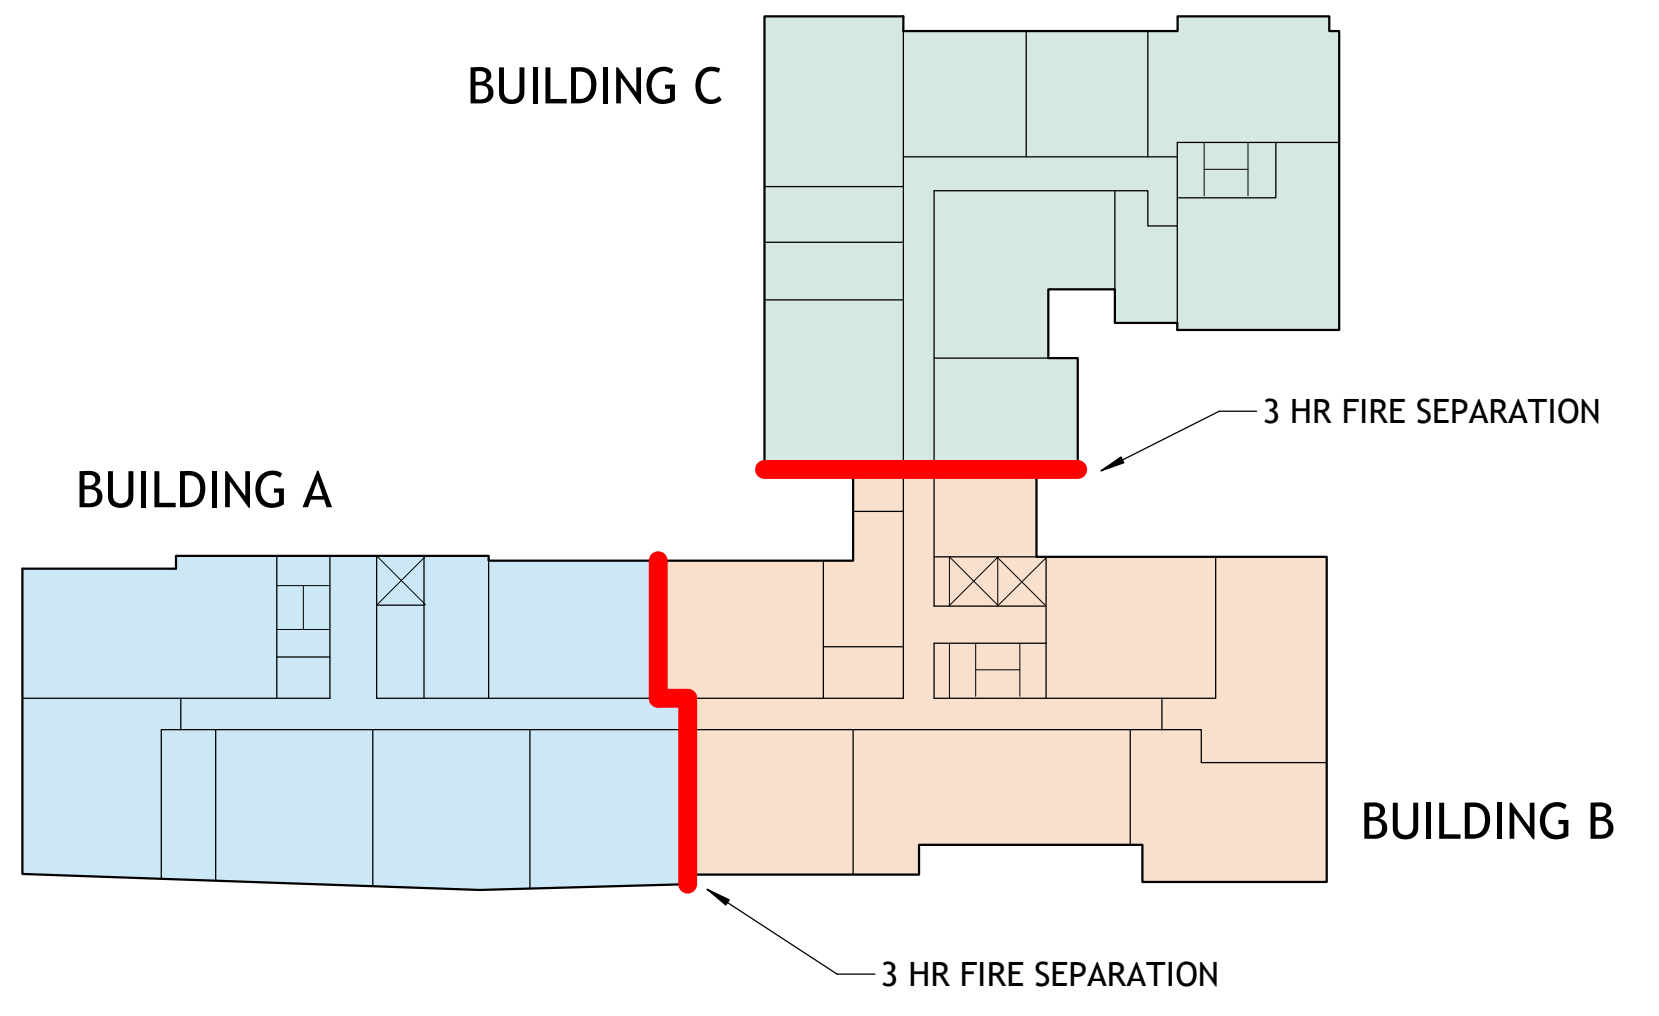 BUILDING C
3 HR FIRE SEPARATION
BUILDING A
BUILDING B
3 HR FIRE SEPARATION